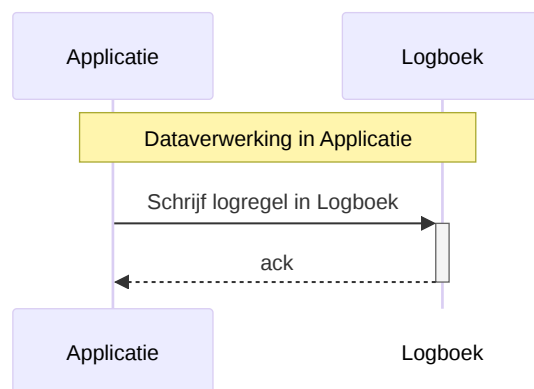 Applicatie
Logboek
Dataverwerking in Applicatie
Schrijf logregel in Logboek
ack
Applicatie
Logboek